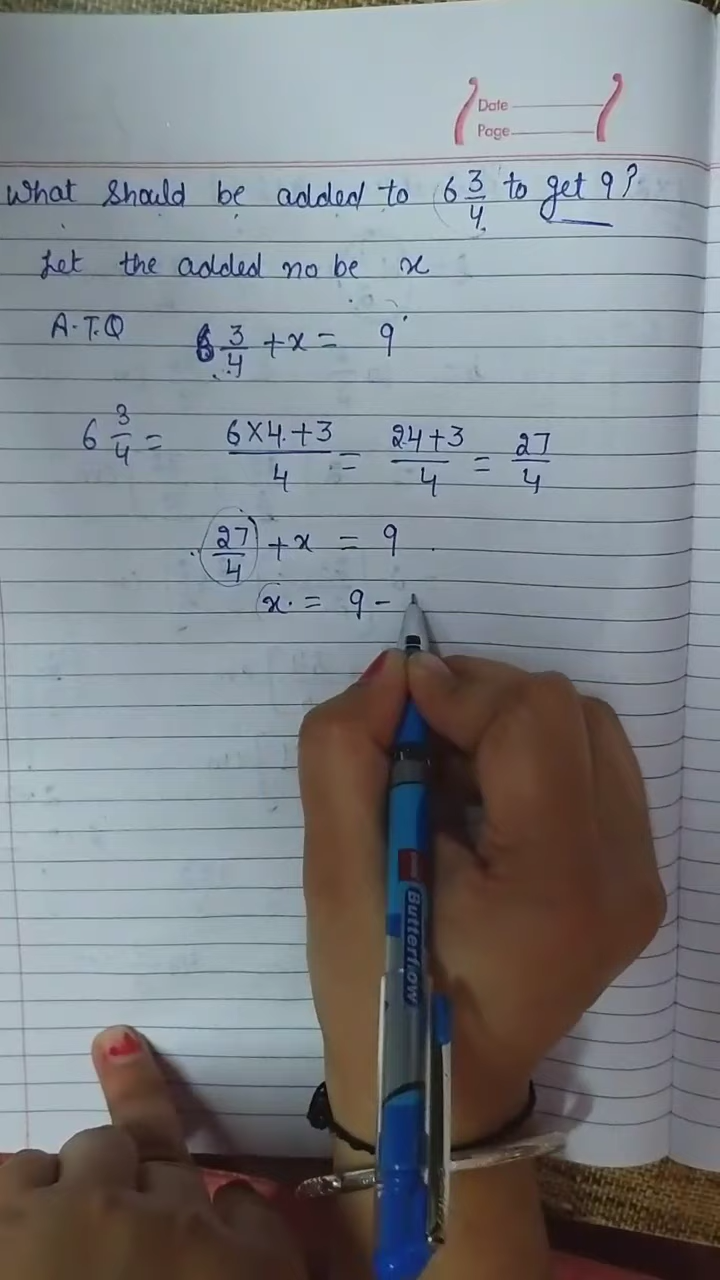 Date
Page
What should be added to 6 3/4 to get 9?
Let the added no be x
A.T.Q 6 3/4 + x = 9
6 3/4 = 6×4+3/4 = 24+3/4 = 27/4
27/4 + x = 9
x = 9 -
Butterflow